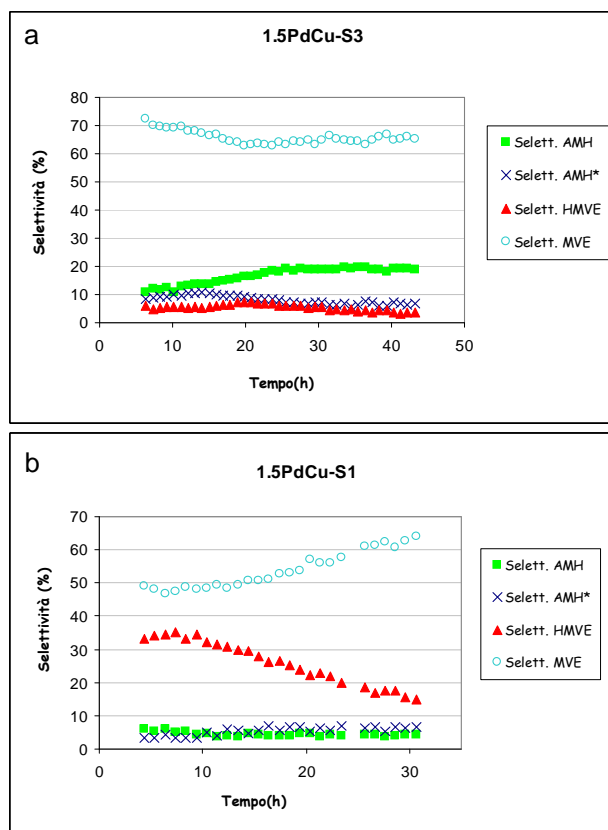 a
1.5PdCu-S3
80
70
60
50
40
30
20
10
0
0 10 20 30 40 50
Selettività (%)
Tempo(h)
Selett. AMH
Selett. AMH*
Selett. HMVE
Selett. MVE
b
1.5PdCu-S1
70
60
50
40
30
20
10
0
0 10 20 30
Selettività (%)
Tempo(h)
Selett. AMH
Selett. AMH*
Selett. HMVE
Selett. MVE